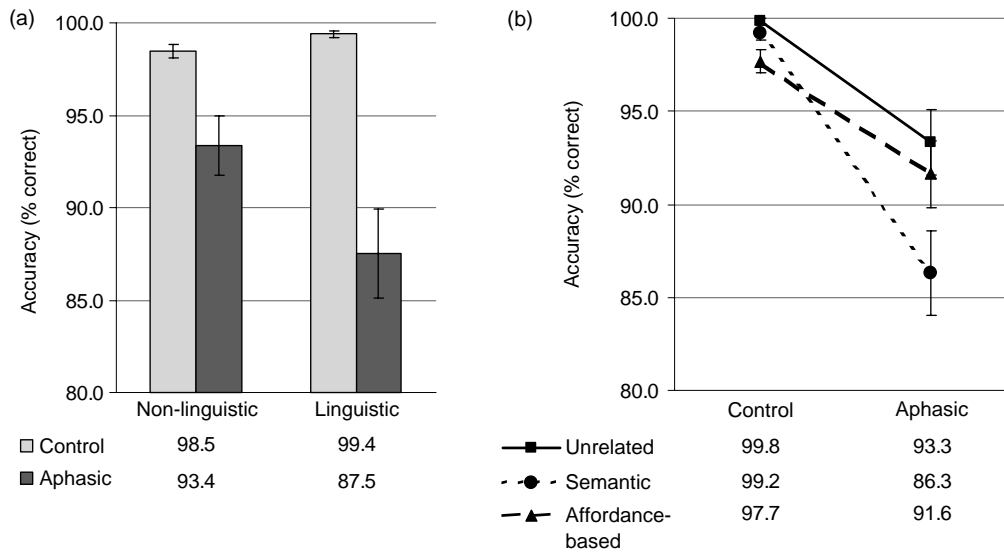 (a)
100.0
95.0
90.0
85.0
80.0
Accuracy (% correct)
Non-linguistic Linguistic
Control 98.5 99.4
Aphasic 93.4 87.5
(b)
100.0
95.0
90.0
85.0
80.0
Accuracy (% correct)
Control Aphasic
Unrelated 99.8 93.3
Semantic 99.2 86.3
Affordance- 97.7 91.6
based